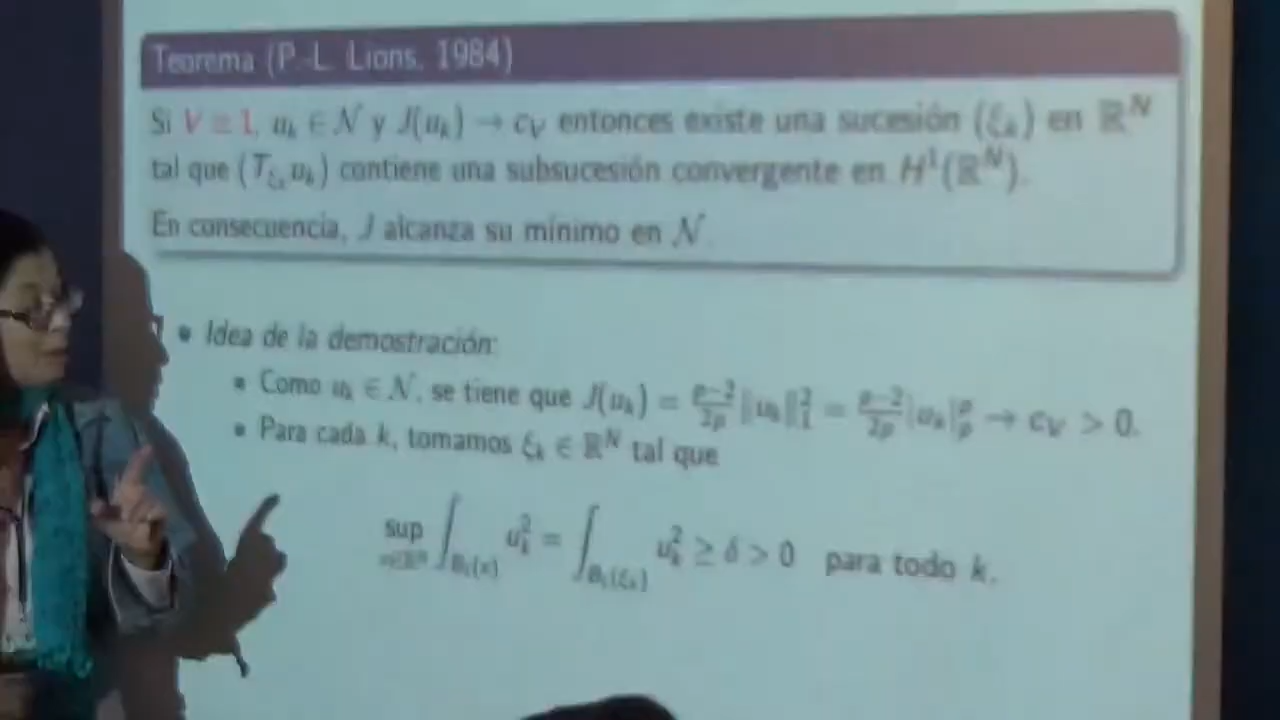 Teorema (P.-L. Lions, 1984)
Si V ≡ 1, u_k ∈ N y J(u_k) → c_V entonces existe una sucesión (ξ_k) en ℝ^N
tal que (T_{ξ_k} u_k) contiene una subsucesión convergente en H^1(ℝ^N).
En consecuencia, J alcanza su mínimo en N.
• Idea de la demostración:
• Como u_k ∈ N, se tiene que J(u_k) = \frac{p-2}{2p}‖u_k‖_1^2 = \frac{p-2}{2p}|u_k|_p^p → c_V > 0.
• Para cada k, tomamos ξ_k ∈ ℝ^N tal que
sup_{x∈ℝ^N} ∫_{B_1(x)} u_k^2 = ∫_{B_1(ξ_k)} u_k^2 ≥ δ > 0 para todo k.